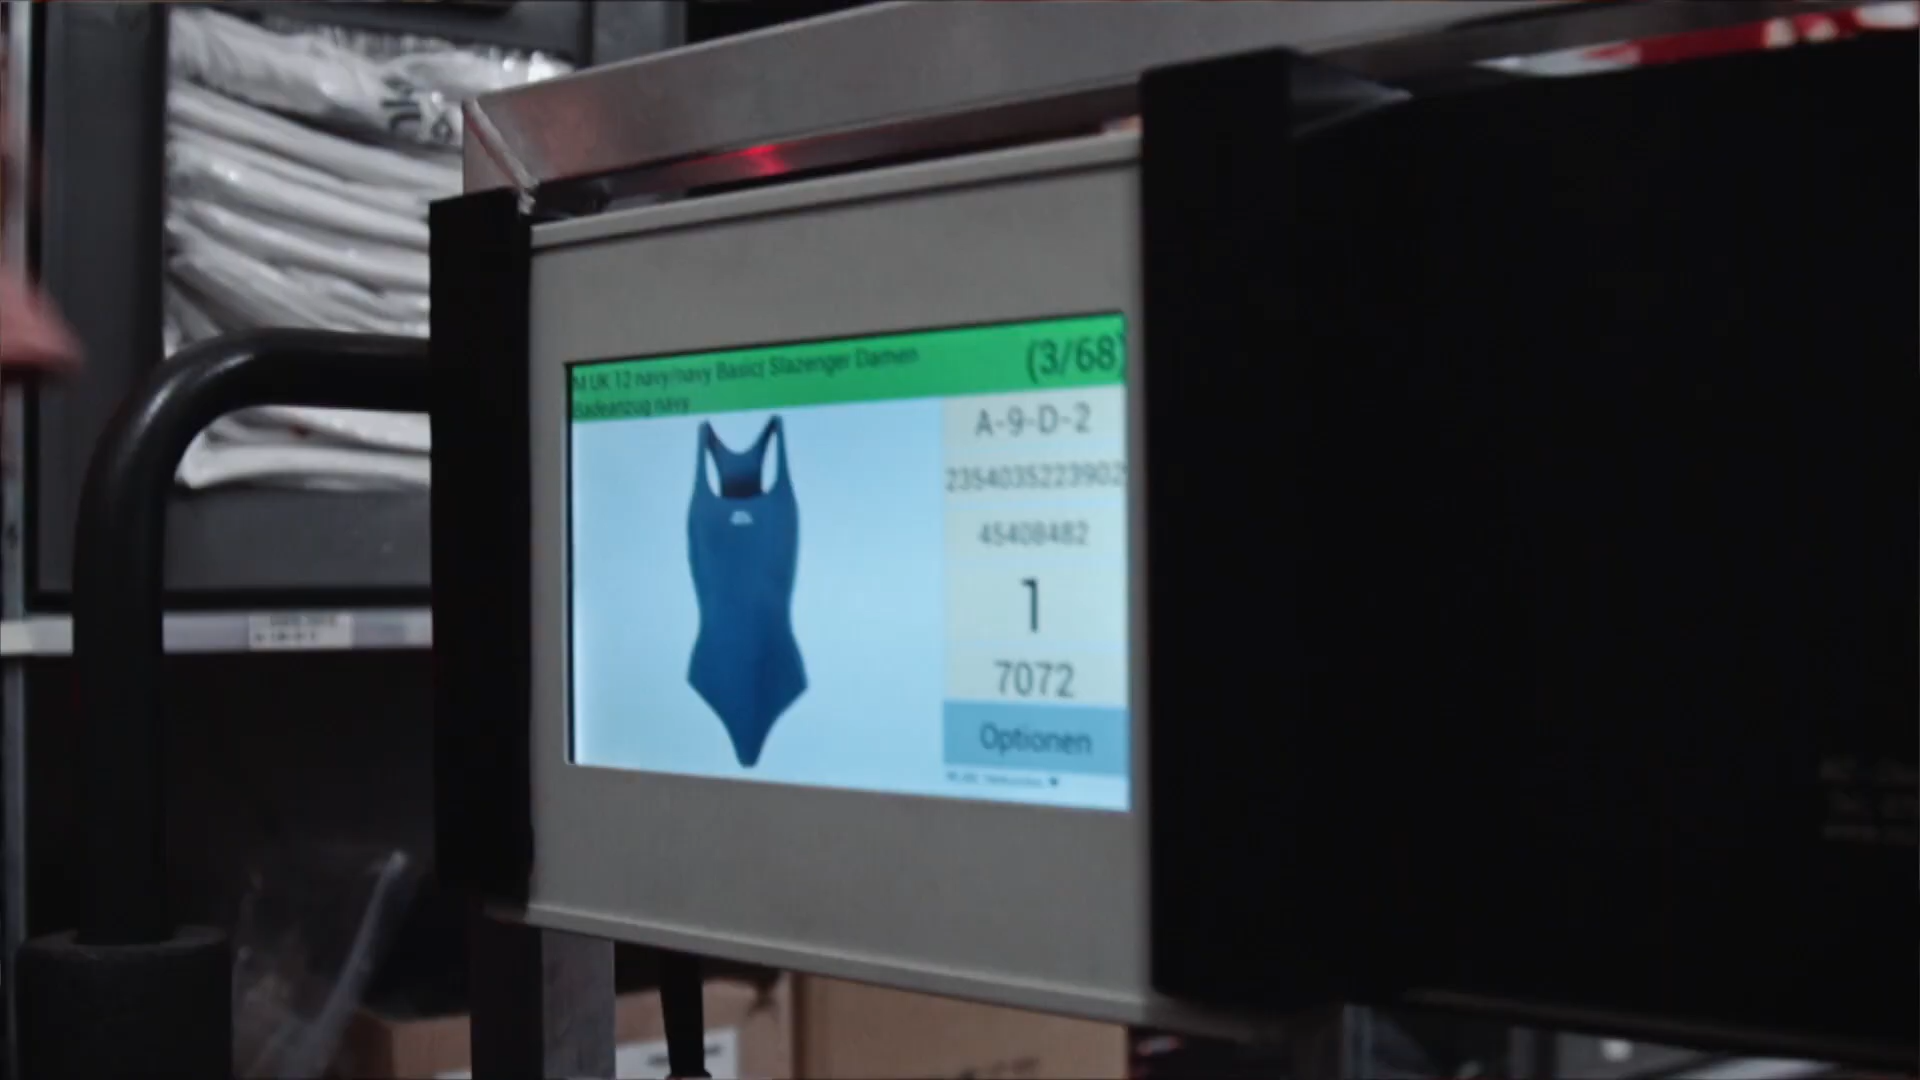 M UK 12 navy/navy Basic| Slazenger Damen
Badeanzug navy
(3/68)
A-9-D-2
2354035223902
45408482
1
7072
Optionen